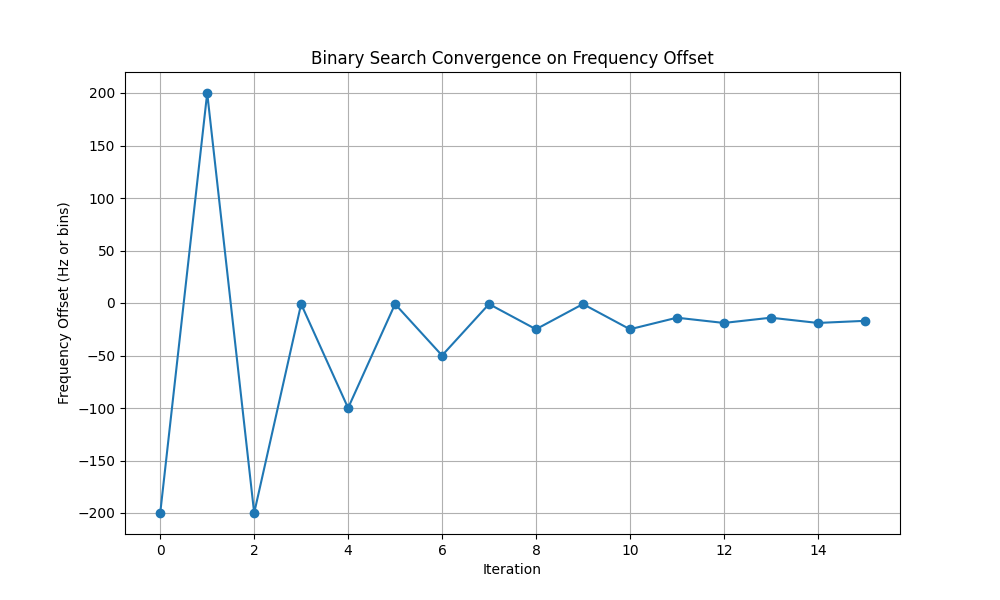 Binary Search Convergence on Frequency Offset
Frequency Offset (Hz or bins)
200
150
100
50
0
−50
−100
−150
−200
0 2 4 6 8 10 12 14
Iteration